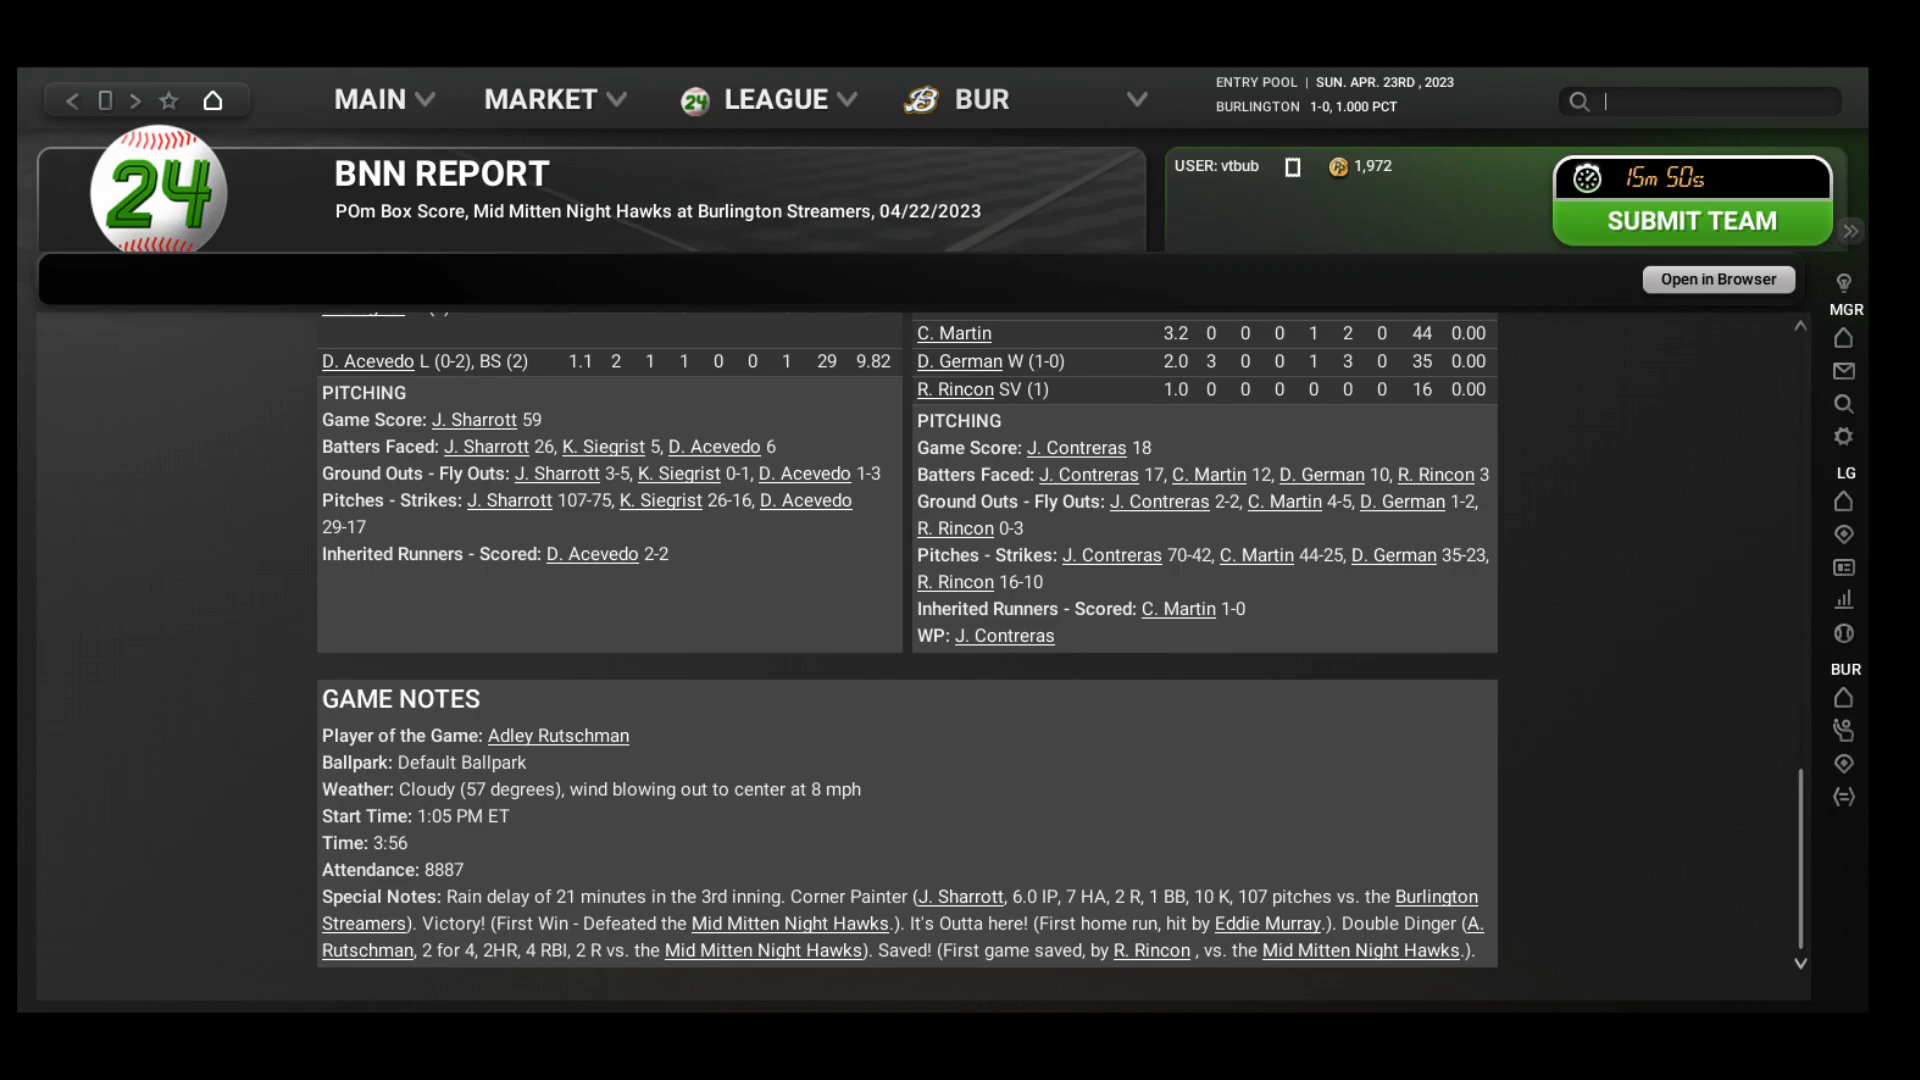 MAIN
MARKET
24 LEAGUE
B BUR
ENTRY POOL | SUN. APR. 23RD , 2023
BURLINGTON 1-0, 1.000 PCT
24
BNN REPORT
POm Box Score, Mid Mitten Night Hawks at Burlington Streamers, 04/22/2023
USER: vtbub
1,972
15m 50s
SUBMIT TEAM
Open in Browser
D. Acevedo L (0-2), BS (2) 1.1 2 1 1 0 0 1 29 9.82
PITCHING
Game Score: J. Sharrott 59
Batters Faced: J. Sharrott 26, K. Siegrist 5, D. Acevedo 6
Ground Outs - Fly Outs: J. Sharrott 3-5, K. Siegrist 0-1, D. Acevedo 1-3
Pitches - Strikes: J. Sharrott 107-75, K. Siegrist 26-16, D. Acevedo
29-17
Inherited Runners - Scored: D. Acevedo 2-2
C. Martin 3.2 0 0 0 1 2 0 44 0.00
D. German W (1-0) 2.0 3 0 0 1 3 0 35 0.00
R. Rincon SV (1) 1.0 0 0 0 0 0 0 16 0.00
PITCHING
Game Score: J. Contreras 18
Batters Faced: J. Contreras 17, C. Martin 12, D. German 10, R. Rincon 3
Ground Outs - Fly Outs: J. Contreras 2-2, C. Martin 4-5, D. German 1-2,
R. Rincon 0-3
Pitches - Strikes: J. Contreras 70-42, C. Martin 44-25, D. German 35-23,
R. Rincon 16-10
Inherited Runners - Scored: C. Martin 1-0
WP: J. Contreras
GAME NOTES
Player of the Game: Adley Rutschman
Ballpark: Default Ballpark
Weather: Cloudy (57 degrees), wind blowing out to center at 8 mph
Start Time: 1:05 PM ET
Time: 3:56
Attendance: 8887
Special Notes: Rain delay of 21 minutes in the 3rd inning. Corner Painter (J. Sharrott, 6.0 IP, 7 HA, 2 R, 1 BB, 10 K, 107 pitches vs. the Burlington
Streamers). Victory! (First Win - Defeated the Mid Mitten Night Hawks.). It's Outta here! (First home run, hit by Eddie Murray.). Double Dinger (A.
Rutschman, 2 for 4, 2HR, 4 RBI, 2 R vs. the Mid Mitten Night Hawks). Saved! (First game saved, by R. Rincon , vs. the Mid Mitten Night Hawks.).
MGR
LG
BUR